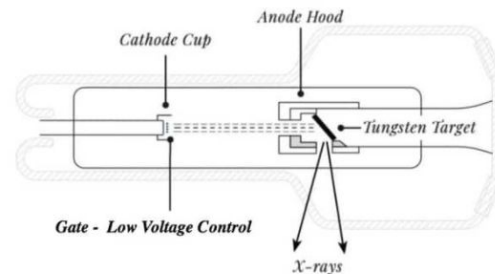 Anode Hood
Cathode Cup
Tungsten Target
Gate - Low Voltage Control
X-rays